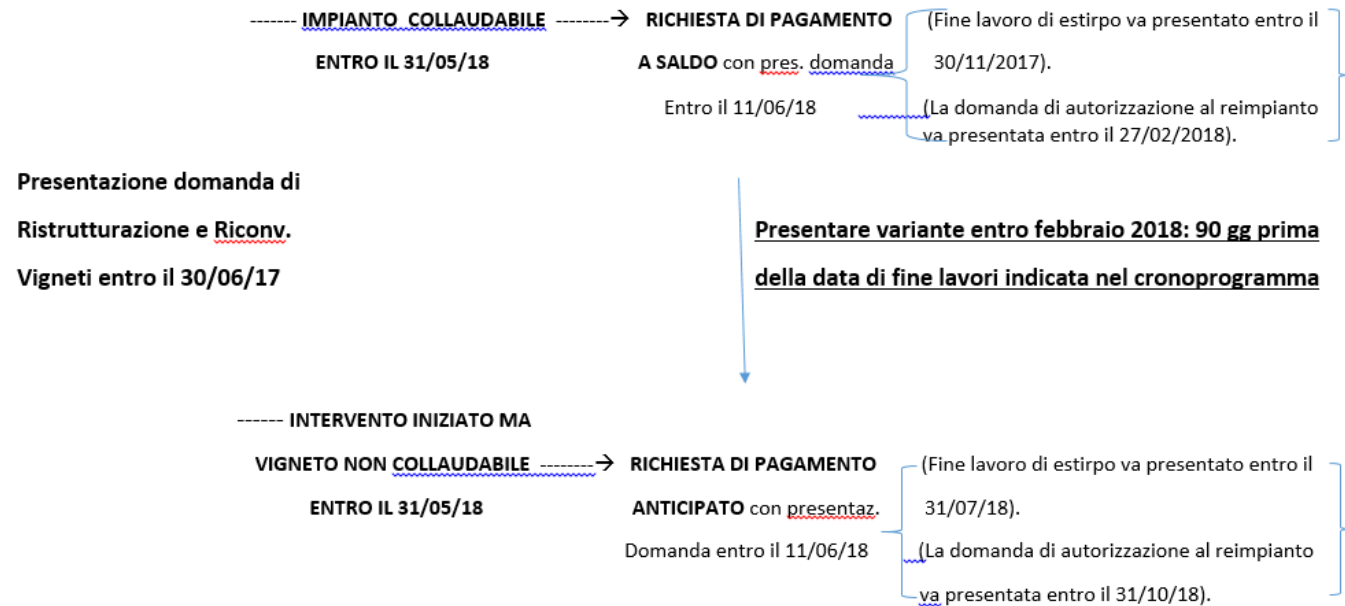 ------- IMPIANTO COLLAUDABILE --------→ RICHIESTA DI PAGAMENTO (Fine lavoro di estirpo va presentato entro il
ENTRO IL 31/05/18 A SALDO con pres. domanda 30/11/2017).
Entro il 11/06/18 (La domanda di autorizzazione al reimpianto
va presentata entro il 27/02/2018).
Presentazione domanda di
Ristrutturazione e Riconv. Presentare variante entro febbraio 2018: 90 gg prima
Vigneti entro il 30/06/17 della data di fine lavori indicata nel cronoprogramma
------ INTERVENTO INIZIATO MA
VIGNETO NON COLLAUDABILE --------→ RICHIESTA DI PAGAMENTO (Fine lavoro di estirpo va presentato entro il
ENTRO IL 31/05/18 ANTICIPATO con presentaz. 31/07/18).
Domanda entro il 11/06/18 (La domanda di autorizzazione al reimpianto
va presentata entro il 31/10/18).